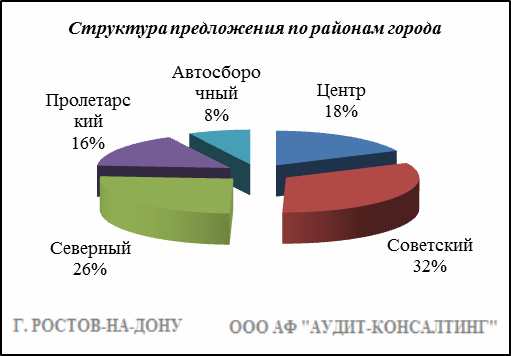 Структура предложения по районам города
Автосборо
чный
8%
Центр
18%
Пролетарс
кий
16%
Северный
26%
Советский
32%
Г. РОСТОВ-НА-ДОНУ
ООО АФ "АУДИТ-КОНСАЛТИНГ"